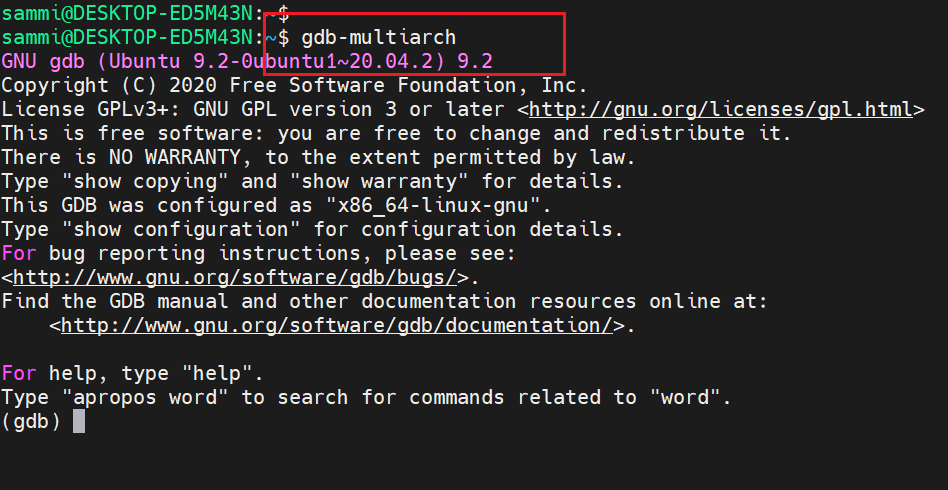 sammi@DESKTOP-ED5M43N:~$
sammi@DESKTOP-ED5M43N:~$ gdb-multiarch
GNU gdb (Ubuntu 9.2-0ubuntu1~20.04.2) 9.2
Copyright (C) 2020 Free Software Foundation, Inc.
License GPLv3+: GNU GPL version 3 or later <http://gnu.org/licenses/gpl.html>
This is free software: you are free to change and redistribute it.
There is NO WARRANTY, to the extent permitted by law.
Type "show copying" and "show warranty" for details.
This GDB was configured as "x86_64-linux-gnu".
Type "show configuration" for configuration details.
For bug reporting instructions, please see:
<http://www.gnu.org/software/gdb/bugs/>.
Find the GDB manual and other documentation resources online at:
    <http://www.gnu.org/software/gdb/documentation/>.

For help, type "help".
Type "apropos word" to search for commands related to "word".
(gdb)